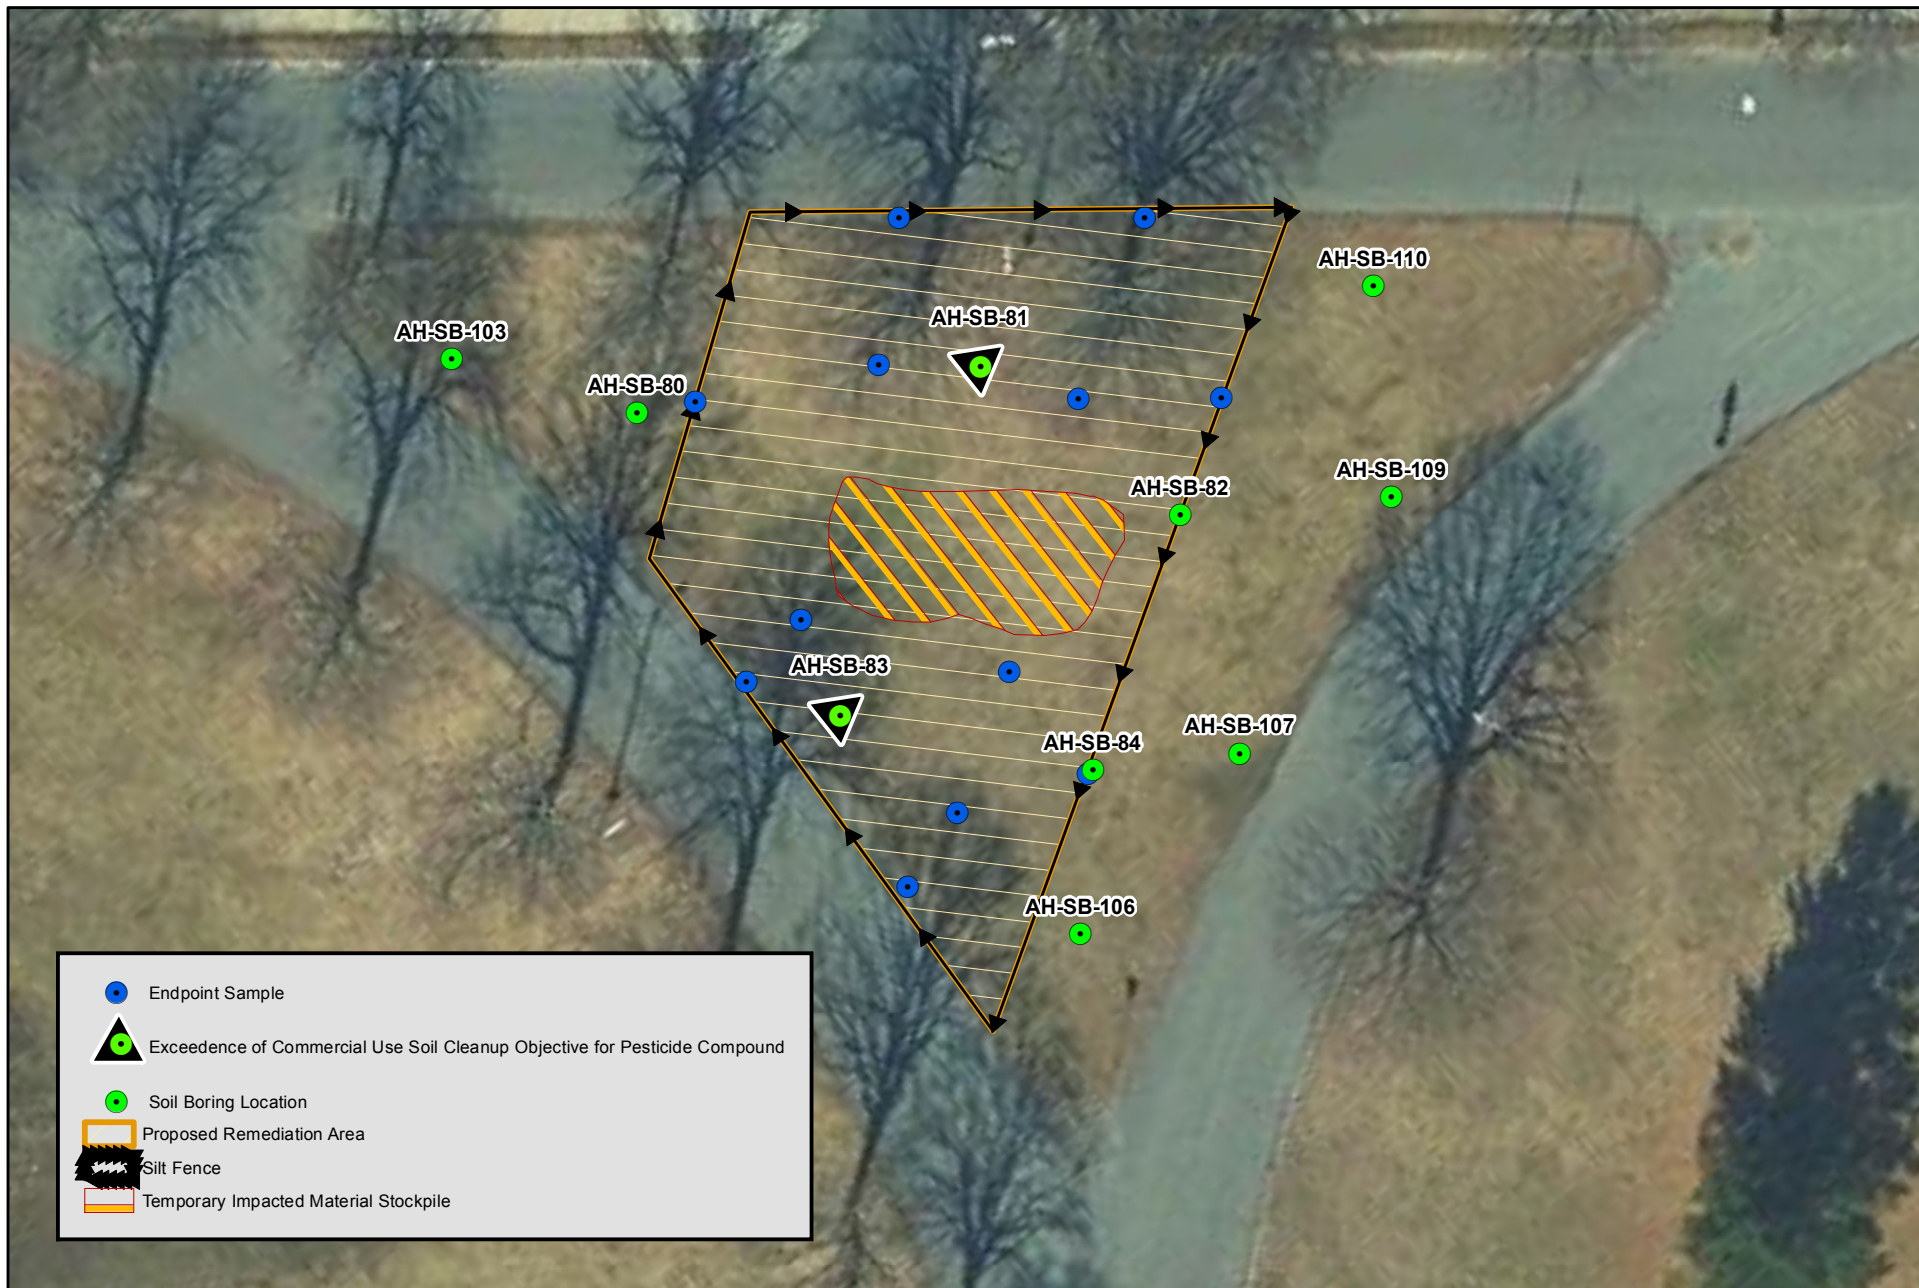 AH-SB-110
AH-SB-81
AH-SB-103
AH-SB-80
AH-SB-109
AH-SB-82
AH-SB-83
AH-SB-107
AH-SB-84
AH-SB-106
Endpoint Sample
Exceedence of Commercial Use Soil Cleanup Objective for Pesticide Compound
Soil Boring Location
Proposed Remediation Area
Silt Fence
Temporary Impacted Material Stockpile